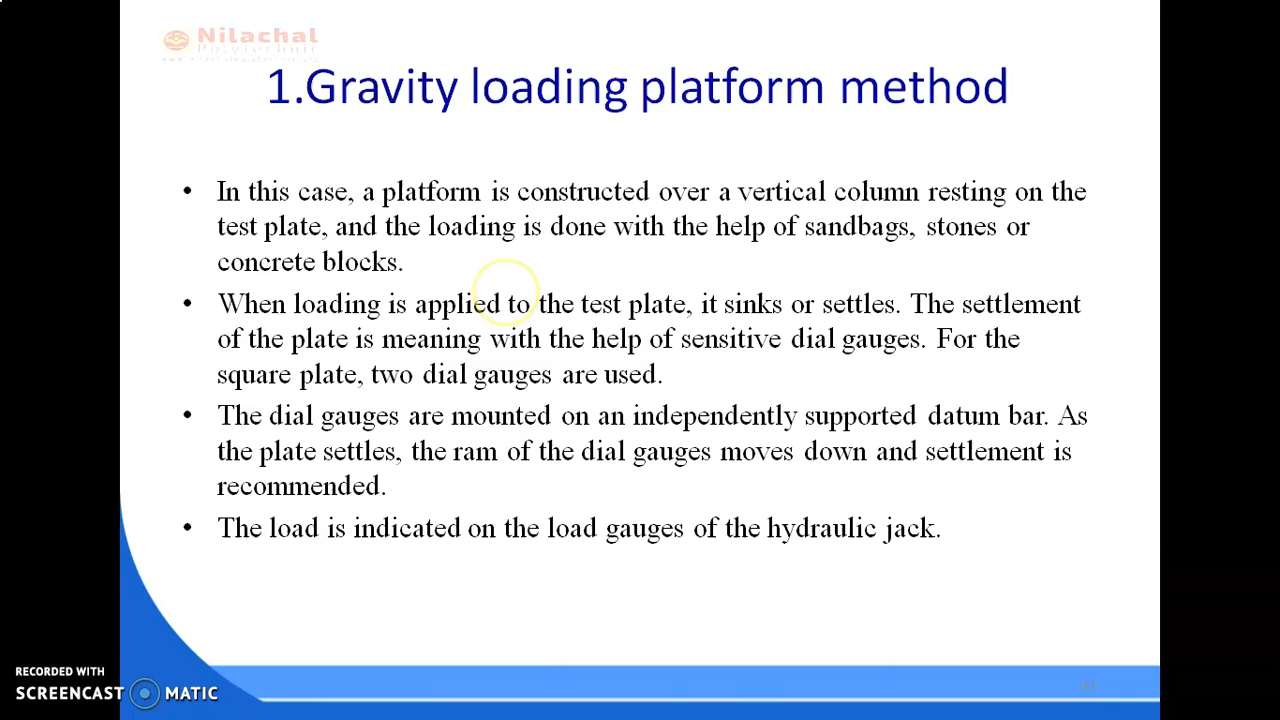 Nilachal
Polytechnic
1.Gravity loading platform method
• In this case, a platform is constructed over a vertical column resting on the
test plate, and the loading is done with the help of sandbags, stones or
concrete blocks.
• When loading is applied to the test plate, it sinks or settles. The settlement
of the plate is meaning with the help of sensitive dial gauges. For the
square plate, two dial gauges are used.
• The dial gauges are mounted on an independently supported datum bar. As
the plate settles, the ram of the dial gauges moves down and settlement is
recommended.
• The load is indicated on the load gauges of the hydraulic jack.
RECORDED WITH
SCREENCAST MATIC